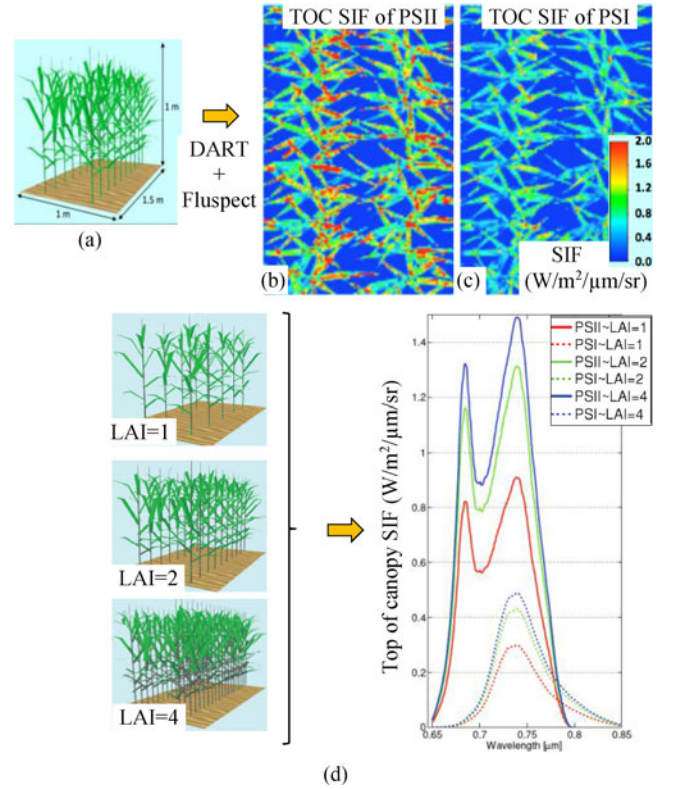 TOC SIF of PSII
TOC SIF of PSI
1 m
DART
+
Fluspect
1 m
1.5 m
(a)
(b)
(c)
2.0
1.6
1.2
0.8
0.4
0.0
SIF
(W/m²/µm/sr)
LAI=1
LAI=2
LAI=4
Top of canopy SIF (W/m²/µm/sr)
1.4
1.2
1
0.8
0.6
0.4
0.2
0
0.65
0.7
0.75
0.8
0.85
Wavelength [µm]
PSII~LAI=1
PSI~LAI=1
PSII~LAI=2
PSI~LAI=2
PSII~LAI=4
PSI~LAI=4
(d)